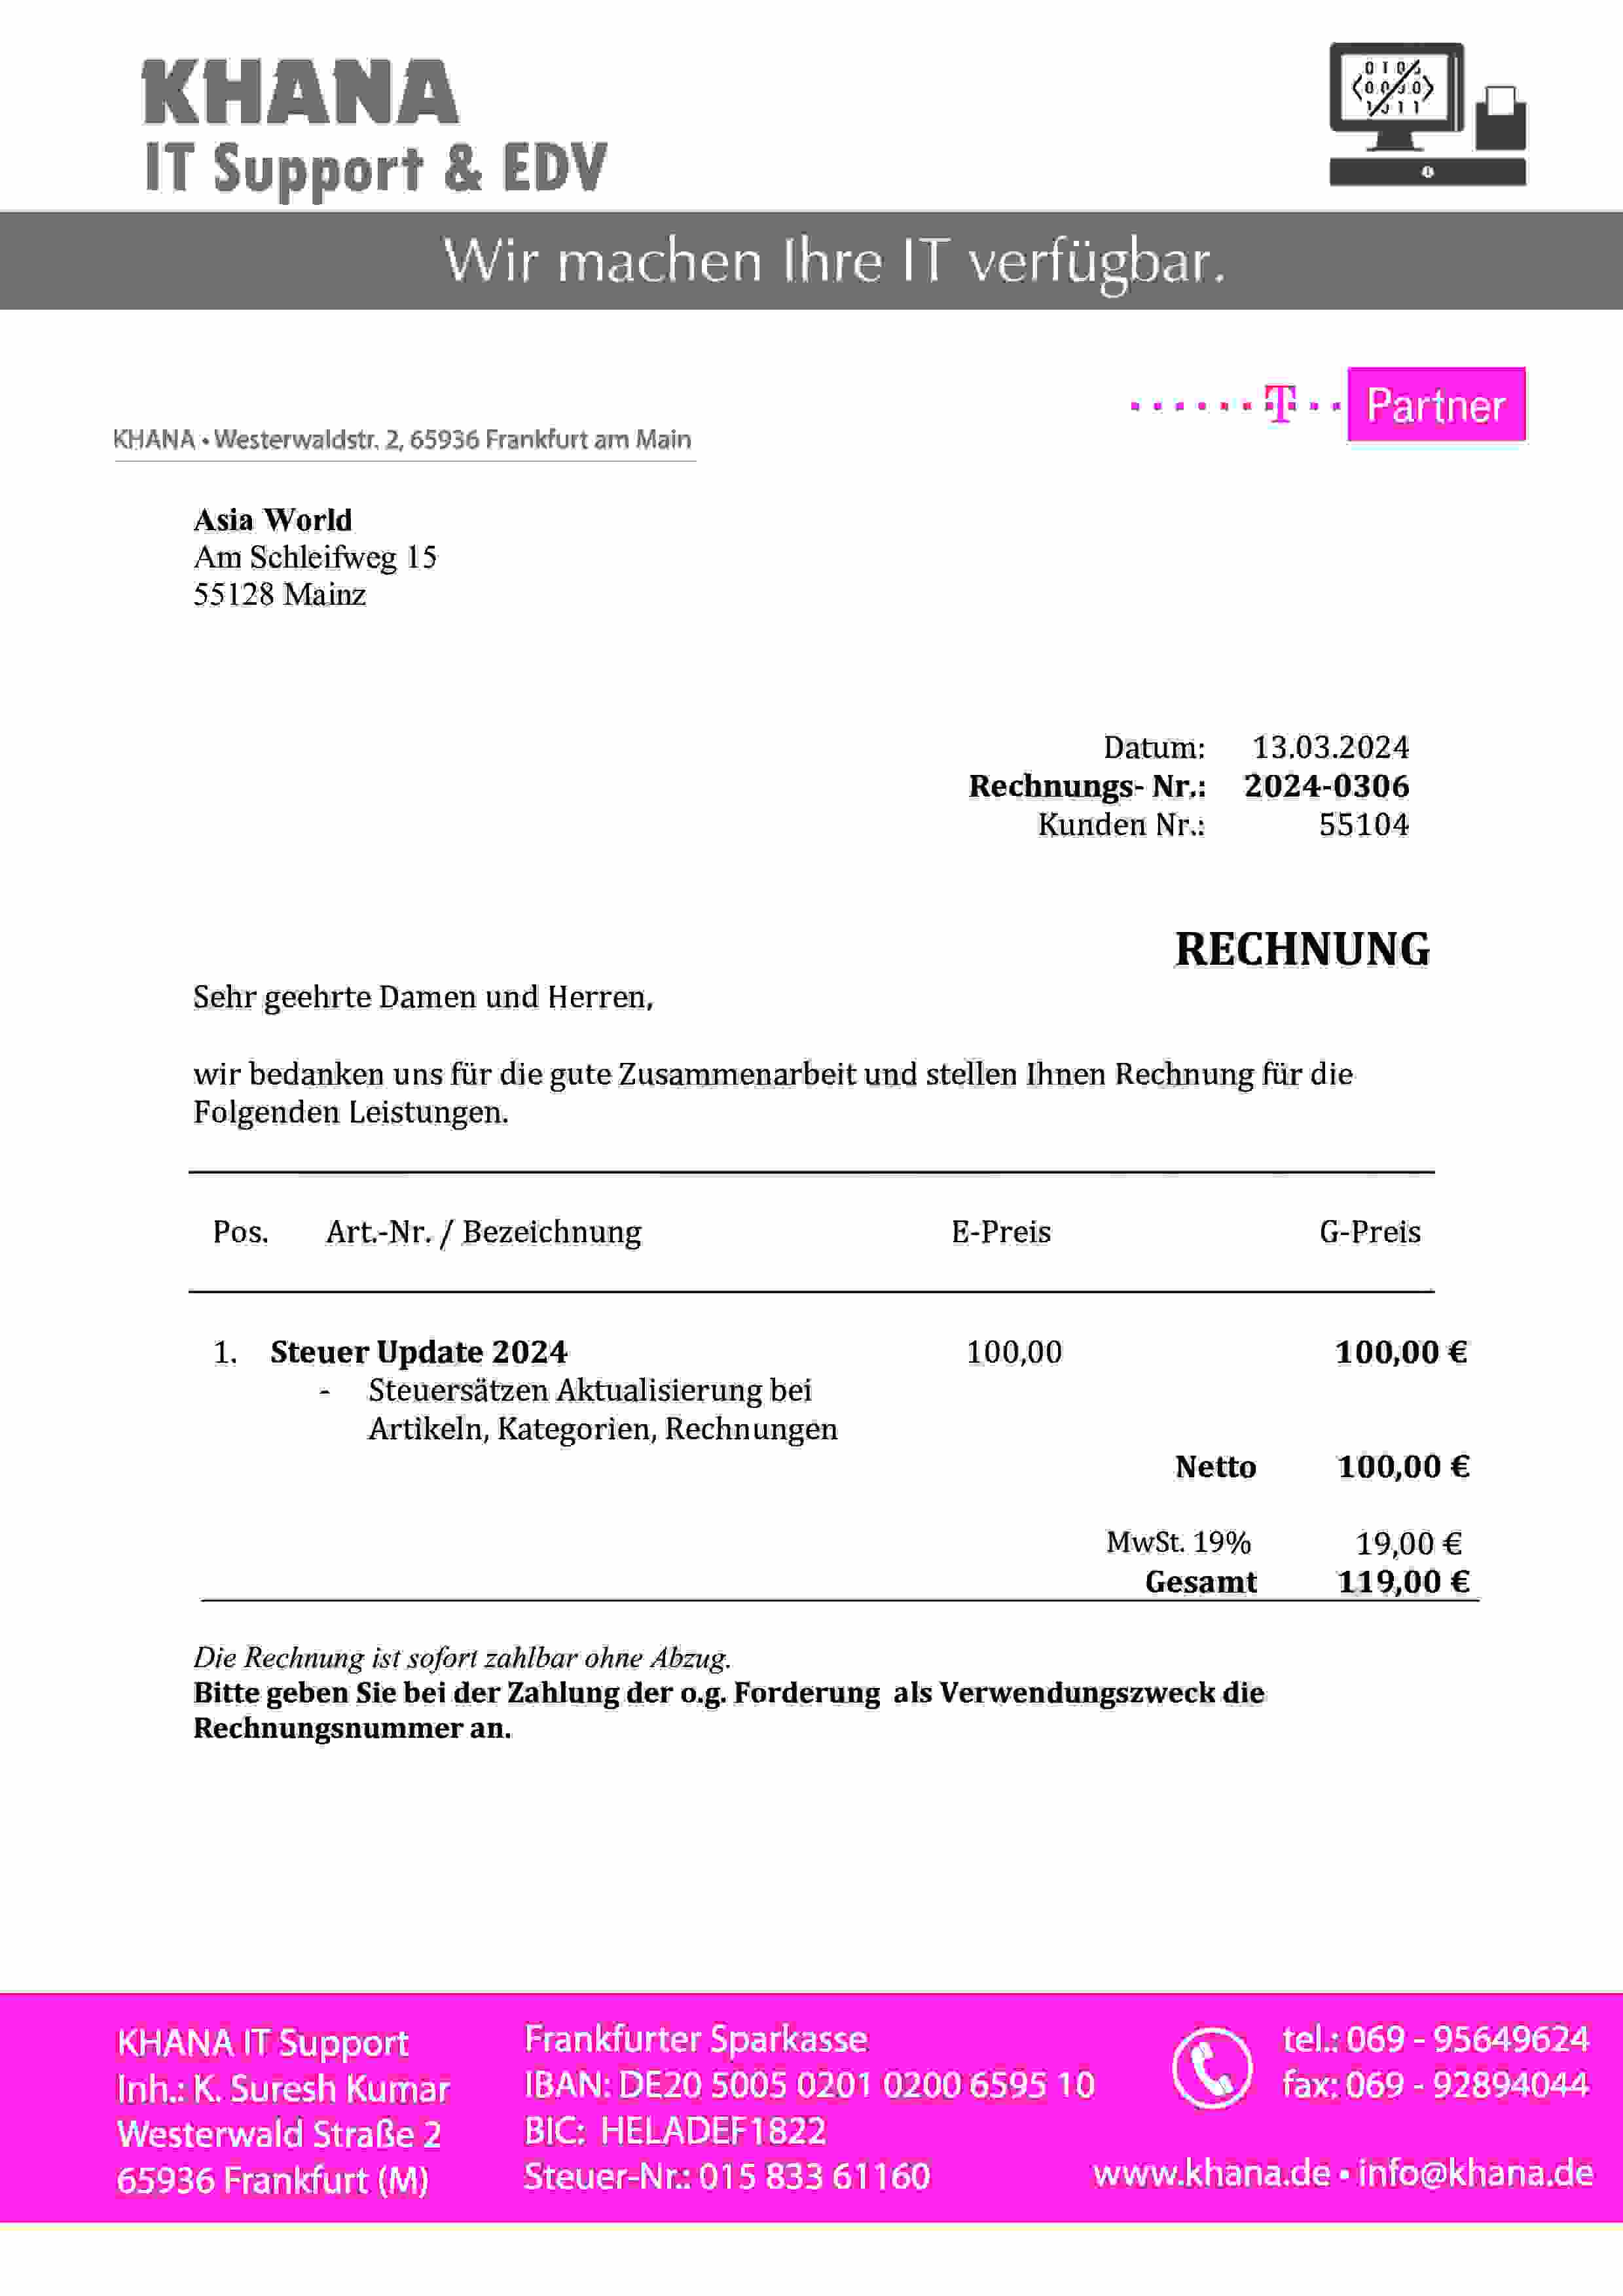 KHANA
IT Support & EDV
Wir machen Ihre IT verfügbar.
T Partner
KHANA • Westerwaldstr. 2, 65936 Frankfurt am Main
Asia World
Am Schleifweg 15
55128 Mainz
Datum: 13.03.2024
Rechnungs- Nr.: 2024-0306
Kunden Nr.: 55104
RECHNUNG
Sehr geehrte Damen und Herren,
wir bedanken uns für die gute Zusammenarbeit und stellen Ihnen Rechnung für die
Folgenden Leistungen.
Pos. Art.-Nr. / Bezeichnung E-Preis G-Preis
1. Steuer Update 2024 100,00 100,00 €
- Steuersätzen Aktualisierung bei
Artikeln, Kategorien, Rechnungen
Netto 100,00 €
MwSt. 19% 19,00 €
Gesamt 119,00 €
Die Rechnung ist sofort zahlbar ohne Abzug.
Bitte geben Sie bei der Zahlung der o.g. Forderung als Verwendungszweck die
Rechnungsnummer an.
KHANA IT Support
Inh.: K. Suresh Kumar
Westerwald Straße 2
65936 Frankfurt (M)
Frankfurter Sparkasse
IBAN: DE20 5005 0201 0200 6595 10
BIC: HELADEF1822
Steuer-Nr.: 015 833 61160
tel.: 069 - 95649624
fax: 069 - 92894044
www.khana.de • info@khana.de